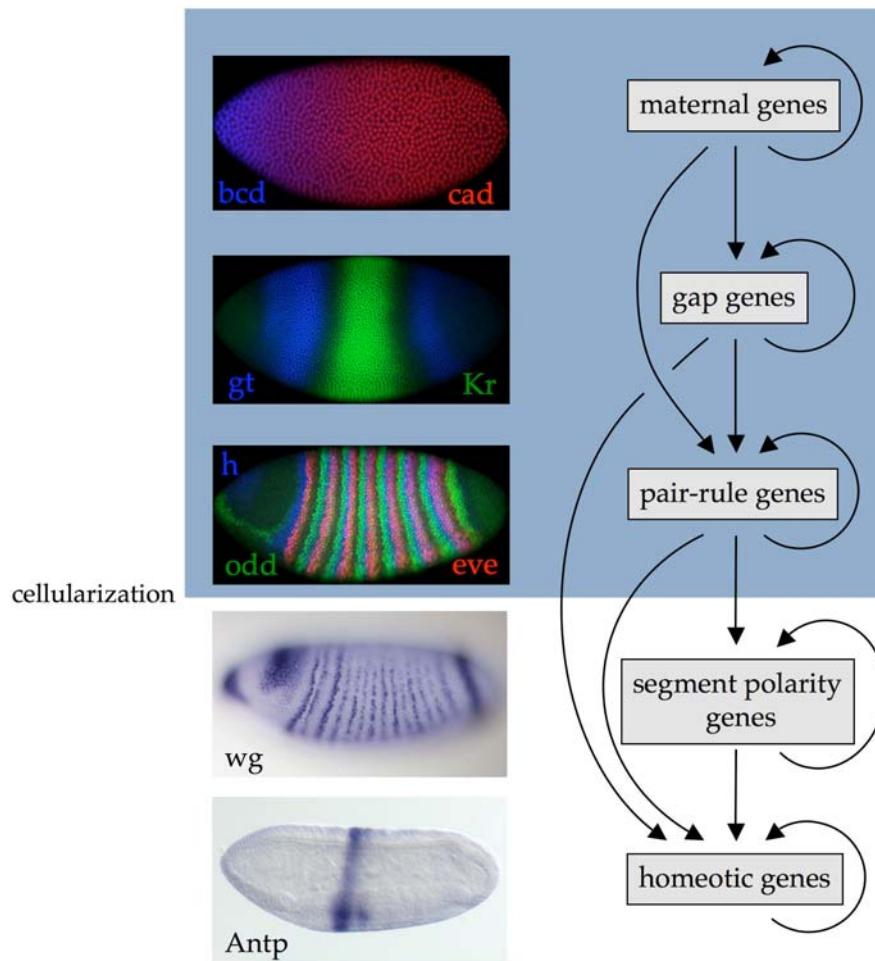 maternal genes
bcd
cad
gap genes
gt
Kr
h
pair-rule genes
odd
eve
cellularization
segment polarity
genes
wg
homeotic genes
Antp